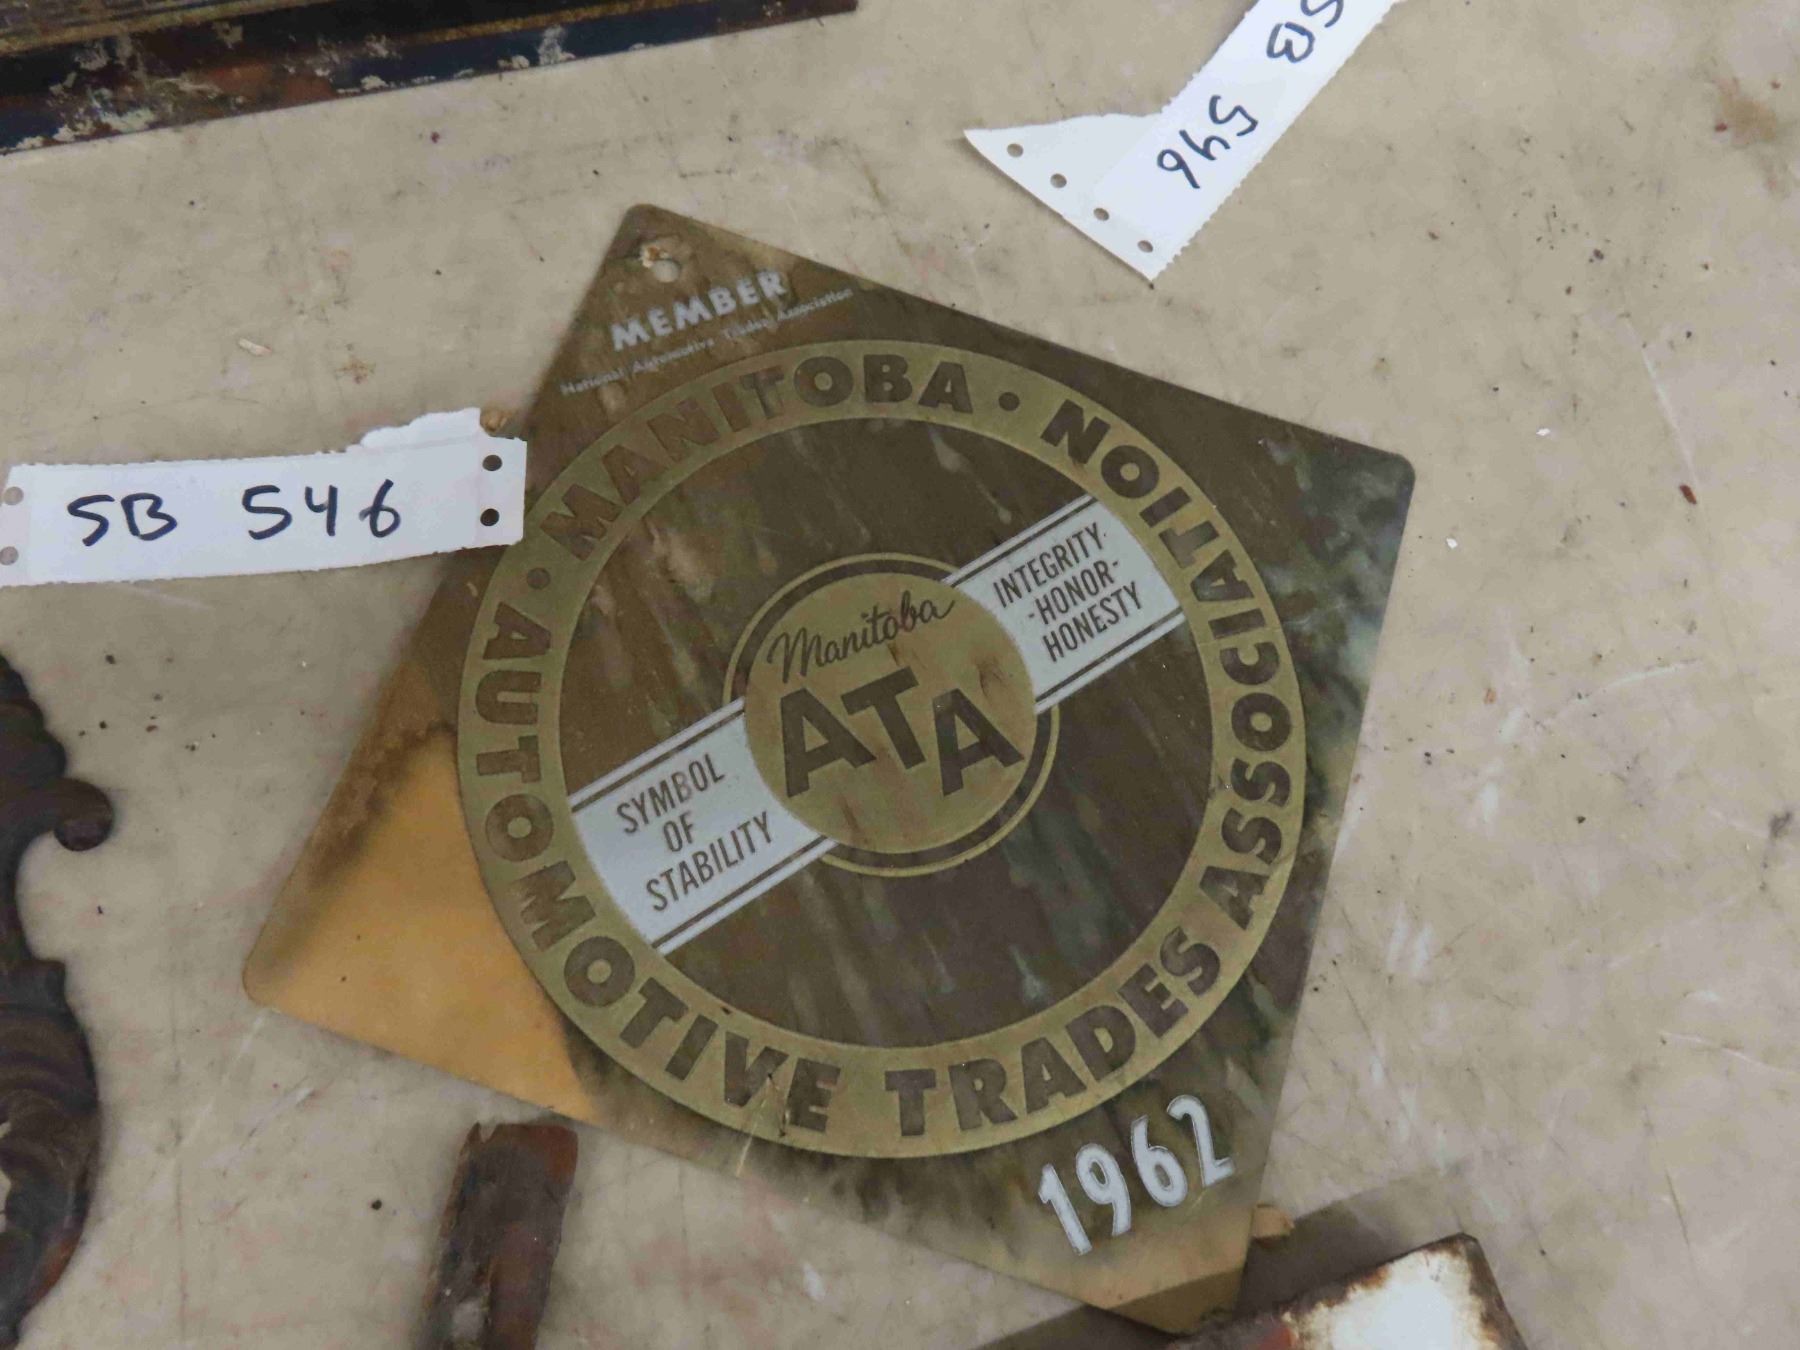 SB 546
SB 546
MEMBER
National Automotive Trades Association
MANITOBA • AUTOMOTIVE TRADES ASSOCIATION •
Manitoba
ATA
INTEGRITY-
-HONOR-
HONESTY
SYMBOL
OF
STABILITY
1962